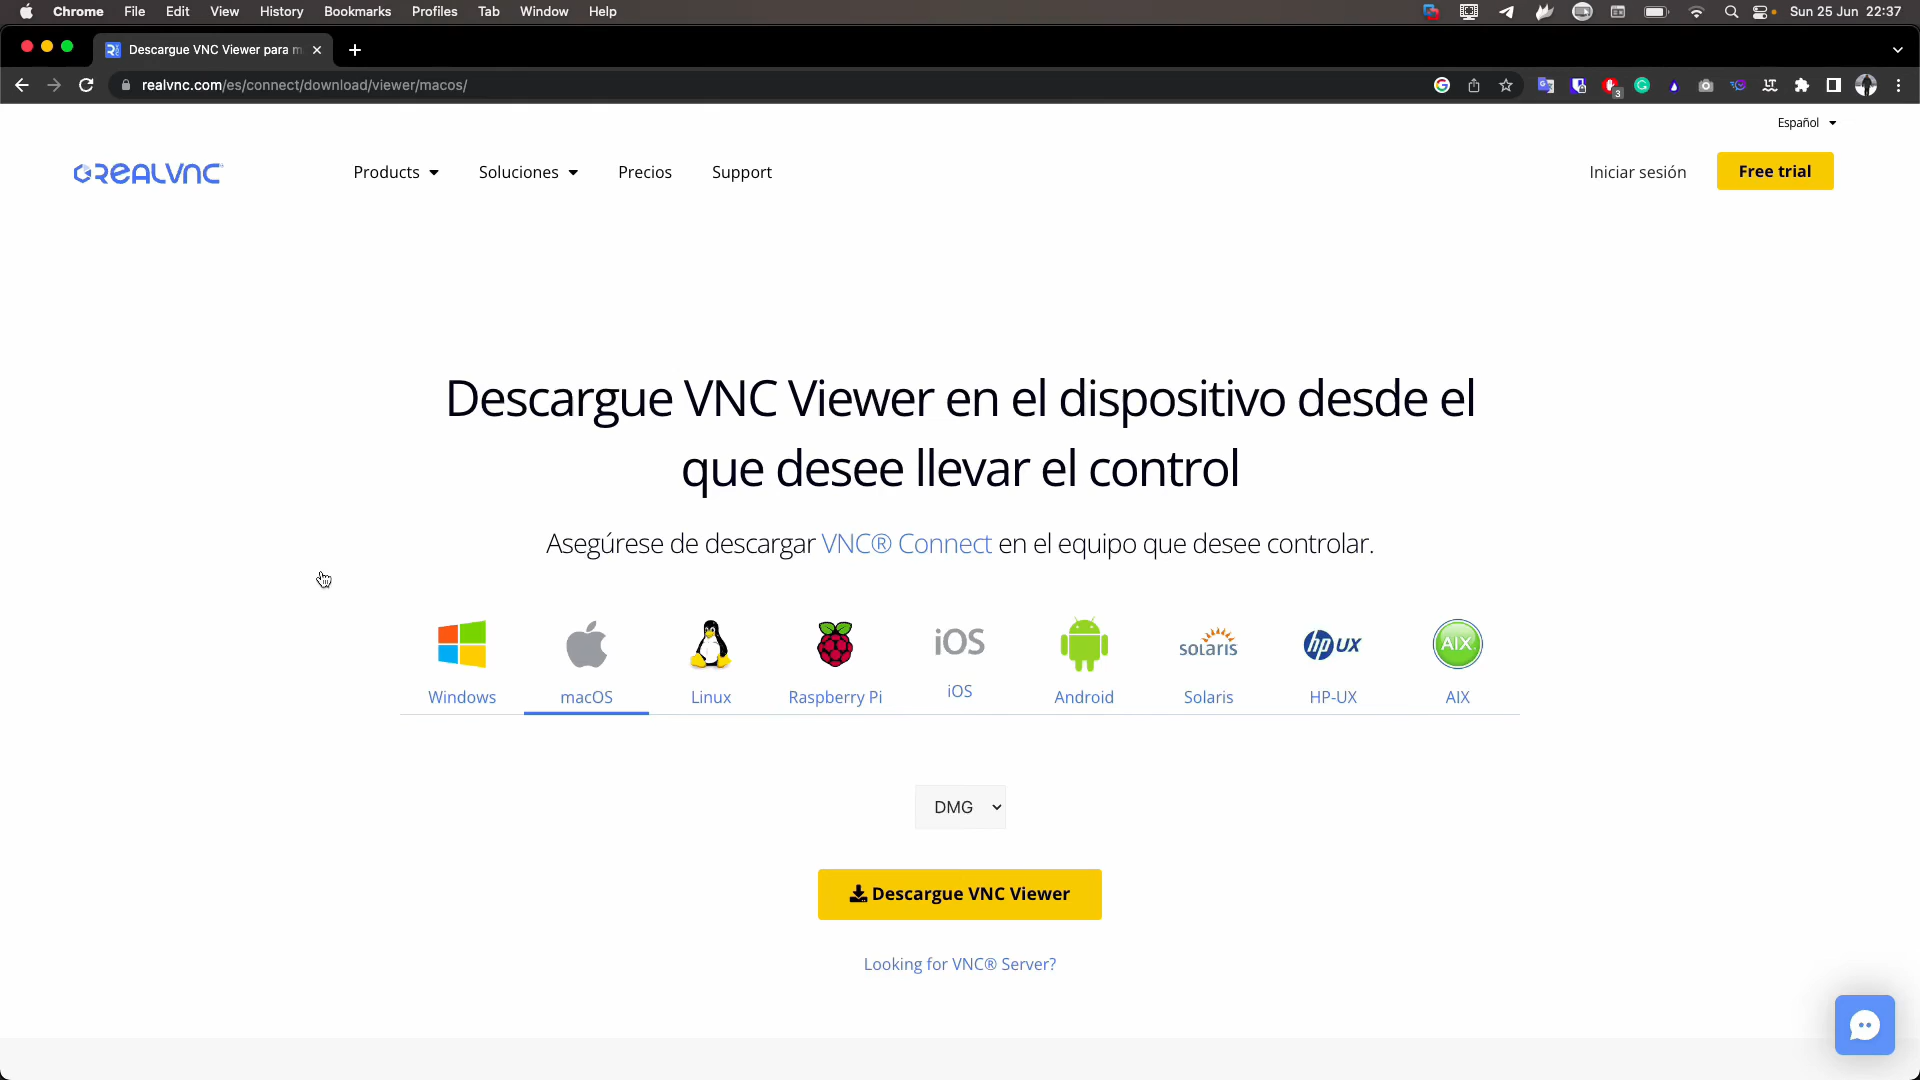 Chrome File Edit View History Bookmarks Profiles Tab Window Help Sun 25 Jun 22:37
Descargue VNC Viewer para m
realvnc.com/es/connect/download/viewer/macos/
3
Español
REALVNC Products Soluciones Precios Support Iniciar sesión Free trial
Descargue VNC Viewer en el dispositivo desde el
que desee llevar el control
Asegúrese de descargar VNC® Connect en el equipo que desee controlar.
iOS solaris hp UX AIX
Windows macOS Linux Raspberry Pi iOS Android Solaris HP-UX AIX
DMG
Descargue VNC Viewer
Looking for VNC® Server?